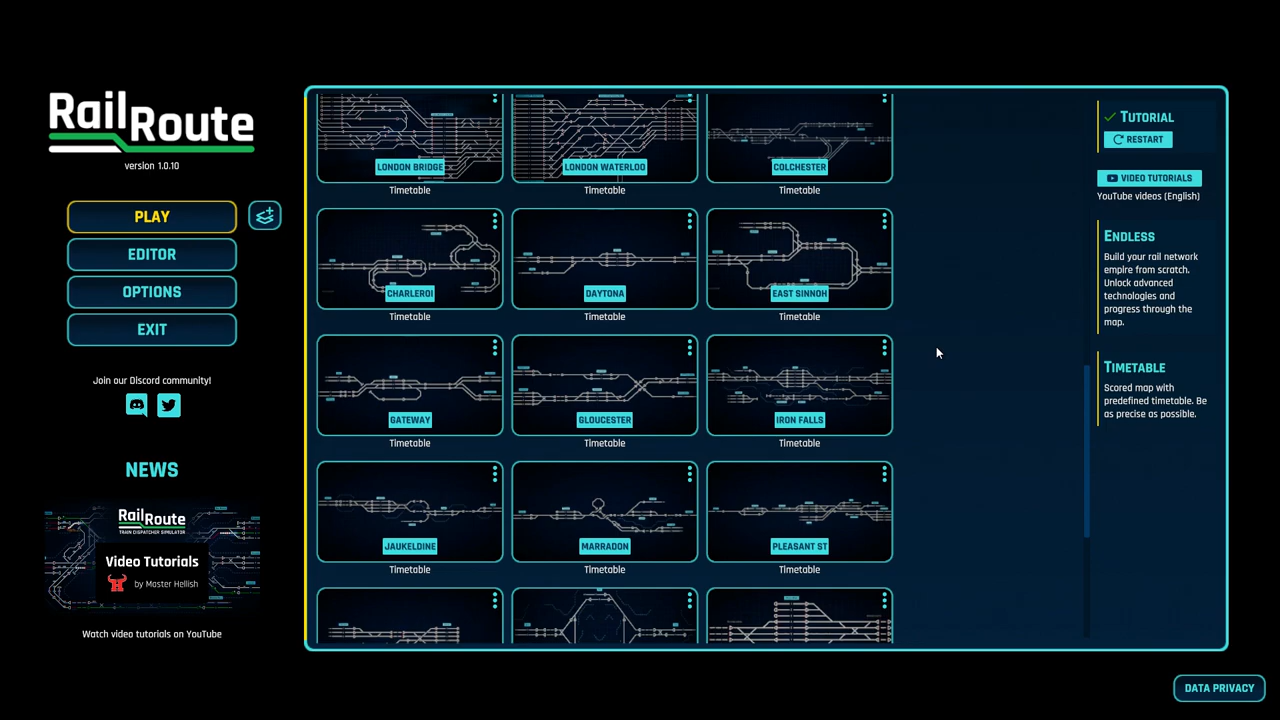 RailRoute
version 1.0.10
PLAY
EDITOR
OPTIONS
EXIT
Join our Discord community!
NEWS
RailRoute
TRAIN DISPATCHER SIMULATOR
Video Tutorials
by Master Hellish
Watch video tutorials on YouTube
LONDON BRIDGE
LONDON WATERLOO
COLCHESTER
Timetable
Timetable
Timetable
CHARLEROI
DAYTONA
EAST SINNOH
Timetable
Timetable
Timetable
GATEWAY
GLOUCESTER
IRON FALLS
Timetable
Timetable
Timetable
JAUKELDINE
MARRADON
PLEASANT ST
Timetable
Timetable
Timetable
TUTORIAL
RESTART
VIDEO TUTORIALS
YouTube videos (English)
ENDLESS
Build your rail network
empire from scratch.
Unlock advanced
technologies and
progress through the
map.
TIMETABLE
Scored map with
predefined timetable. Be
as precise as possible.
DATA PRIVACY